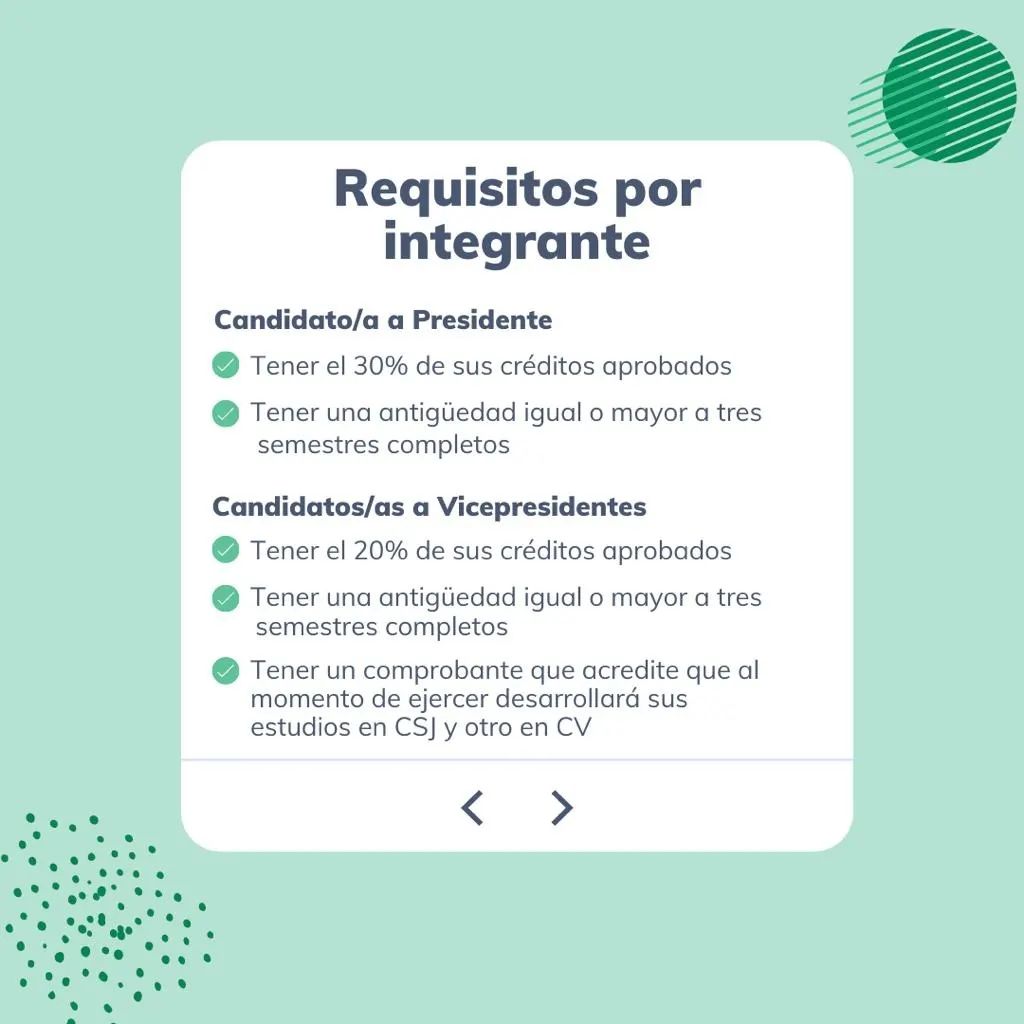 Requisitos por
integrante
Candidato/a a Presidente
Tener el 30% de sus créditos aprobados
Tener una antigüedad igual o mayor a tres
semestres completos
Candidatos/as a Vicepresidentes
Tener el 20% de sus créditos aprobados
Tener una antigüedad igual o mayor a tres
semestres completos
Tener un comprobante que acredite que al
momento de ejercer desarrollará sus
estudios en CSJ y otro en CV